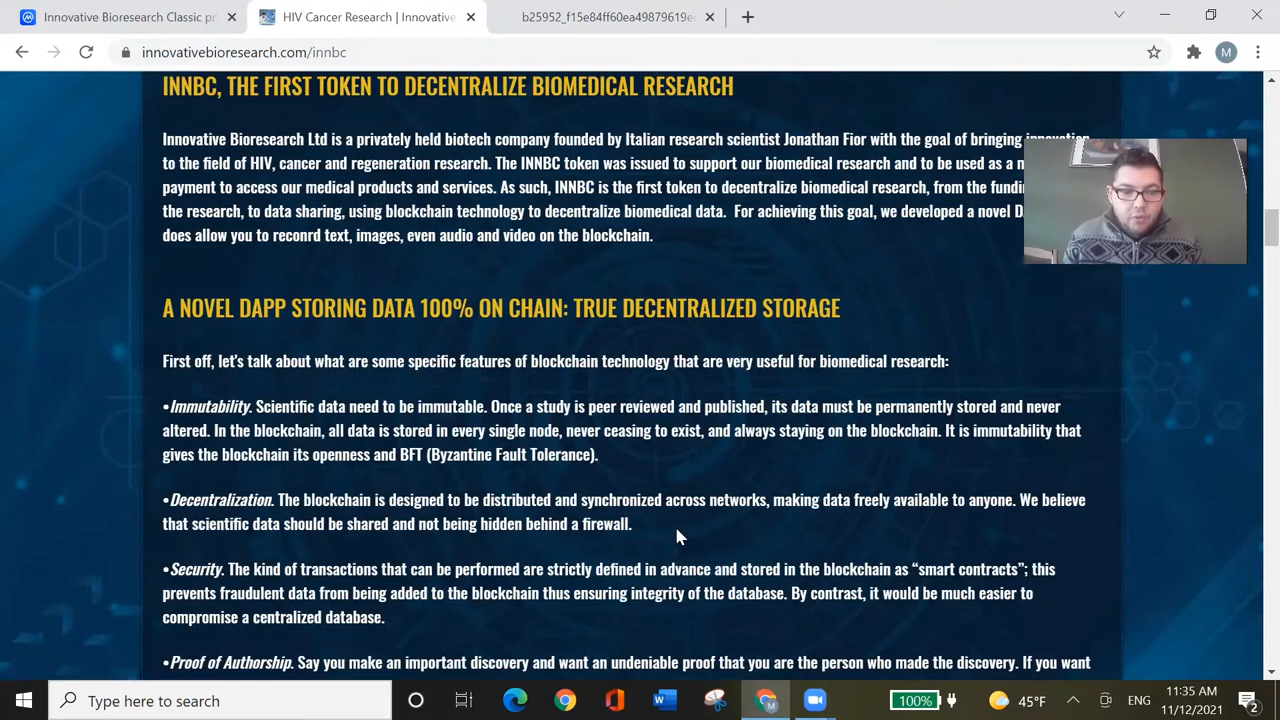 Innovative Bioresearch Classic pri
HIV Cancer Research | Innovative
b25952_f15e84ff60ea49879619e
innovativebioresearch.com/innbc
M
INNBC, THE FIRST TOKEN TO DECENTRALIZE BIOMEDICAL RESEARCH
Innovative Bioresearch Ltd is a privately held biotech company founded by Italian research scientist Jonathan Fior with the goal of bringing innovation
to the field of HIV, cancer and regeneration research. The INNBC token was issued to support our biomedical research and to be used as a
payment to access our medical products and services. As such, INNBC is the first token to decentralize biomedical research, from the
the research, to data sharing, using blockchain technology to decentralize biomedical data. For achieving this goal, we developed a novel
does allow you to reconrd text, images, even audio and video on the blockchain.
A NOVEL DAPP STORING DATA 100% ON CHAIN: TRUE DECENTRALIZED STORAGE
First off, let's talk about what are some specific features of blockchain technology that are very useful for biomedical research:
•Immutability. Scientific data need to be immutable. Once a study is peer reviewed and published, its data must be permanently stored and never
altered. In the blockchain, all data is stored in every single node, never ceasing to exist, and always staying on the blockchain. It is immutability that
gives the blockchain its openness and BFT (Byzantine Fault Tolerance).
•Decentralization. The blockchain is designed to be distributed and synchronized across networks, making data freely available to anyone. We believe
that scientific data should be shared and not being hidden behind a firewall.
•Security. The kind of transactions that can be performed are strictly defined in advance and stored in the blockchain as “smart contracts”; this
prevents fraudulent data from being added to the blockchain thus ensuring integrity of the database. By contrast, it would be much easier to
compromise a centralized database.
•Proof of Authorship. Say you make an important discovery and want an undeniable proof that you are the person who made the discovery. If you want
Type here to search
100%
45°F
ENG
11:35 AM
11/12/2021
2